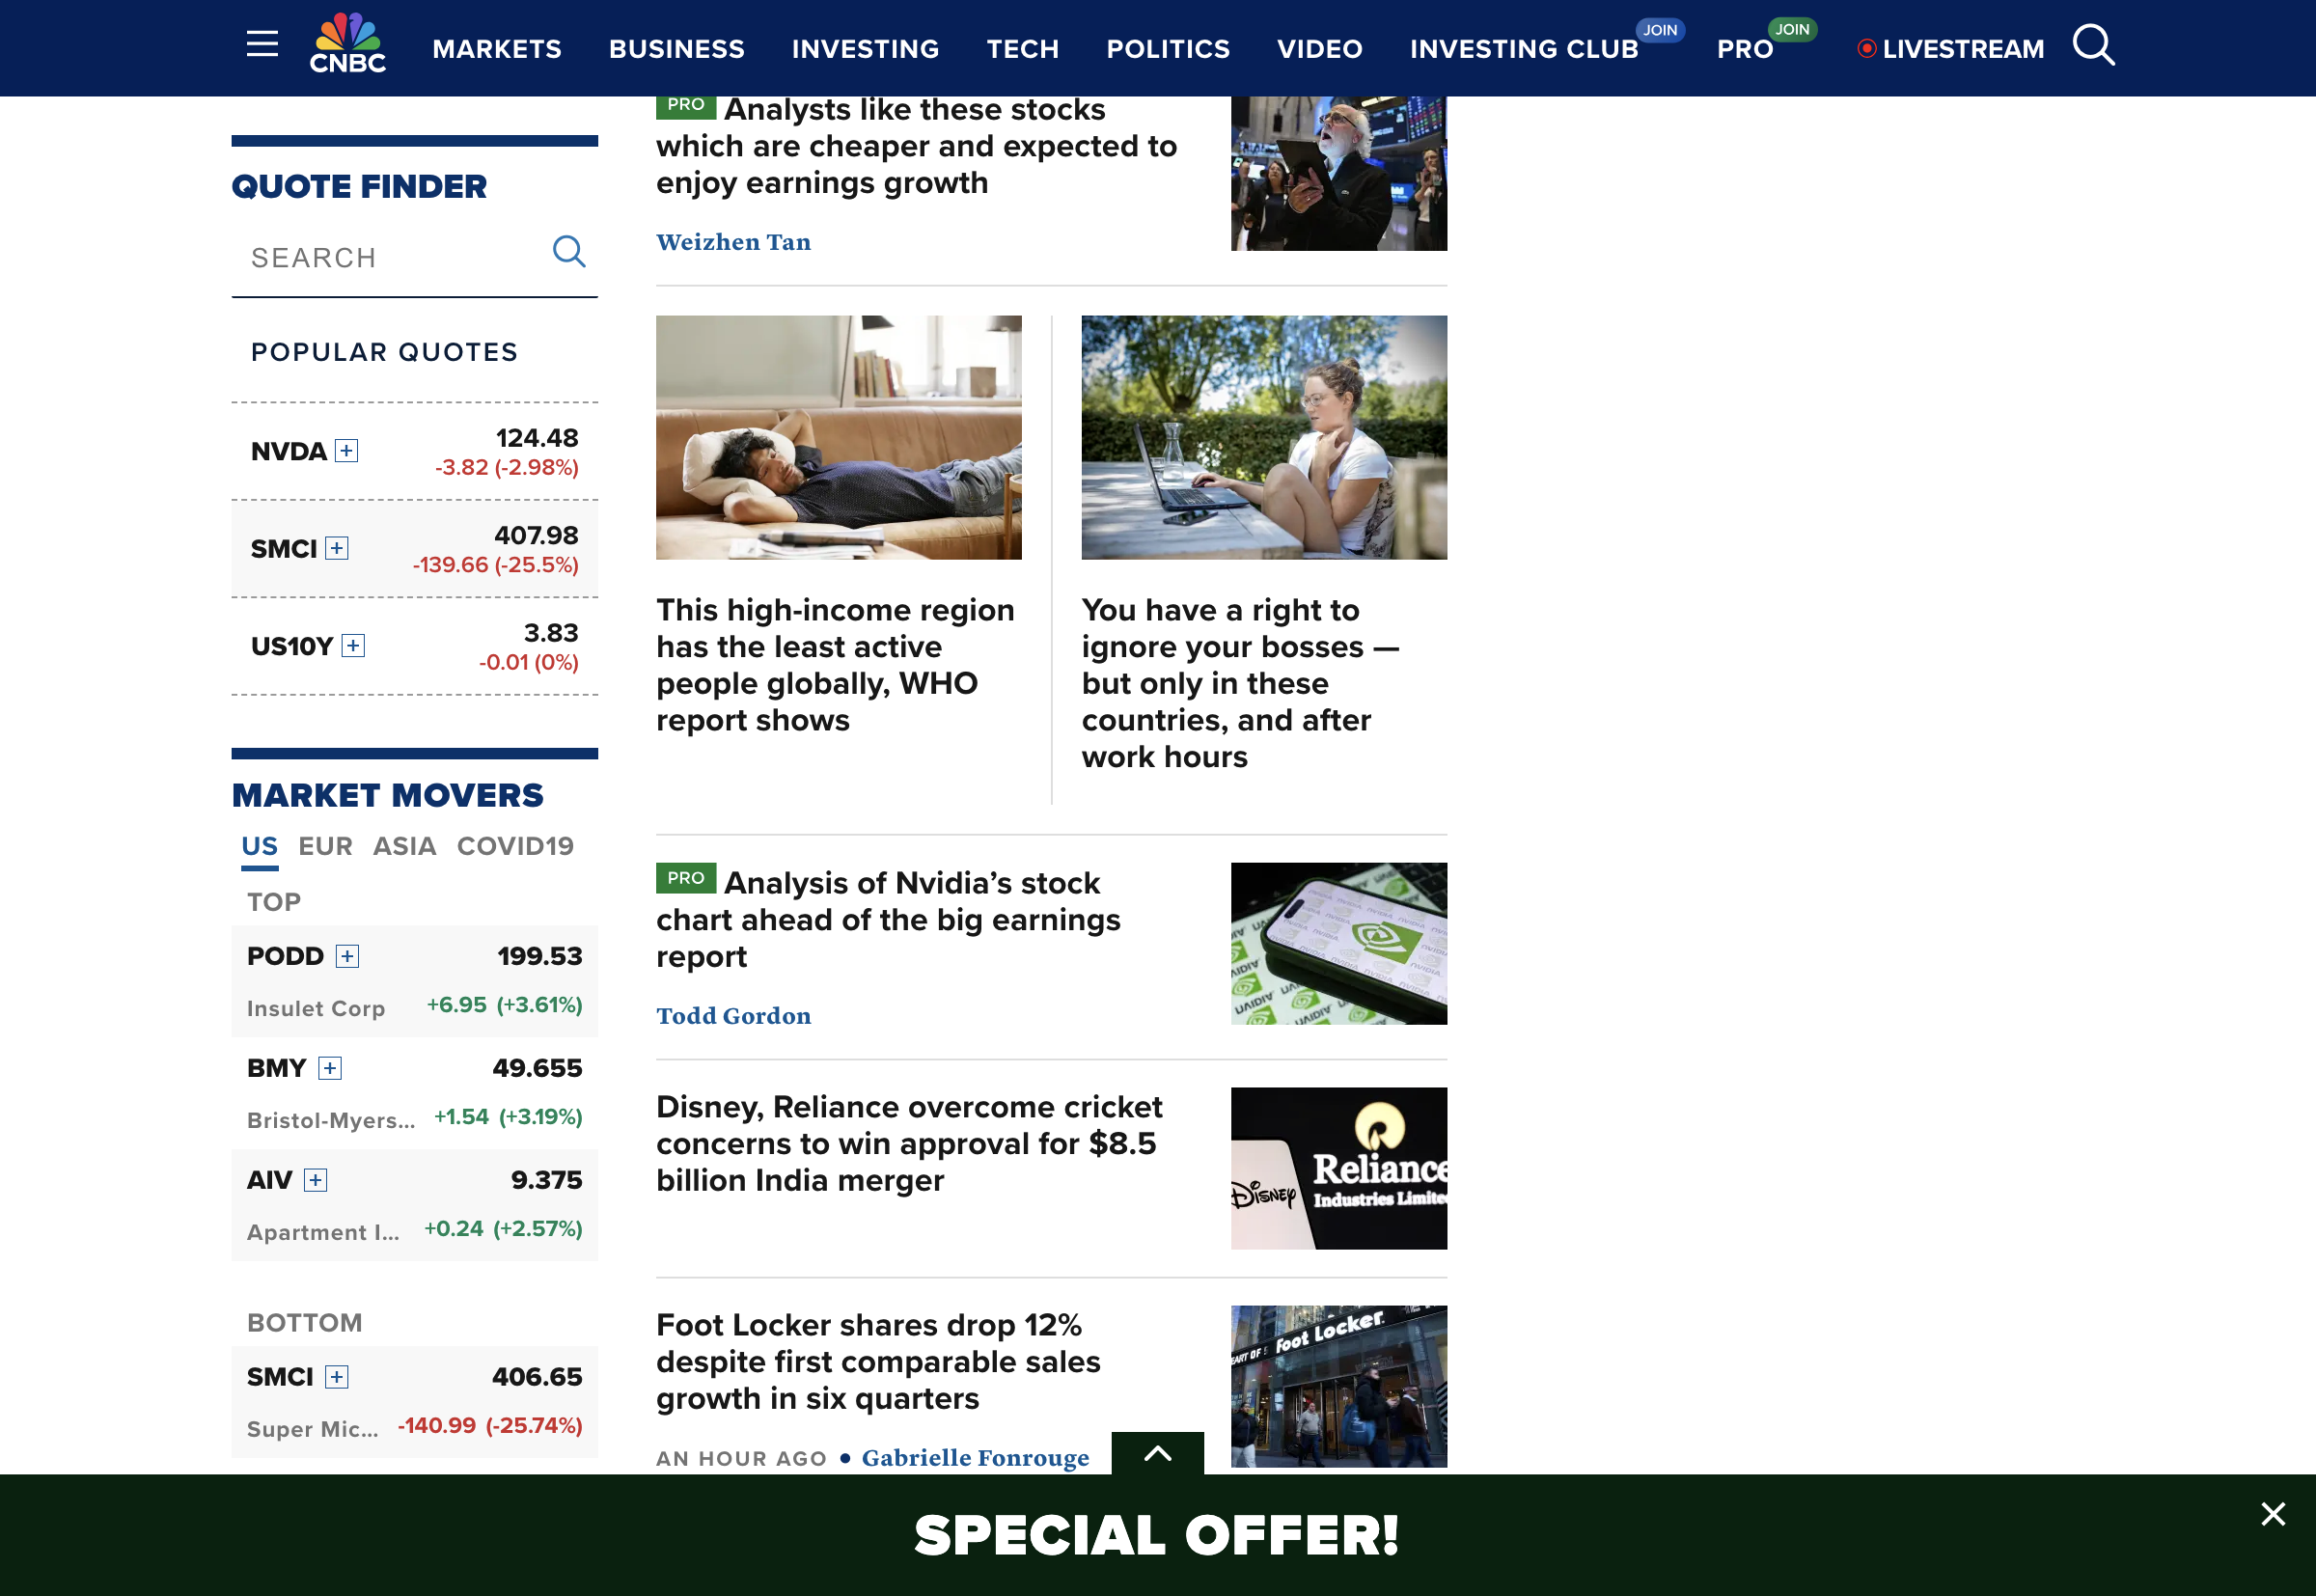 CNBC
MARKETS
BUSINESS
INVESTING
TECH
POLITICS
VIDEO
INVESTING CLUB
JOIN
PRO
JOIN
LIVESTREAM
QUOTE FINDER
SEARCH
POPULAR QUOTES
NVDA
124.48
-3.82 (-2.98%)
SMCI
407.98
-139.66 (-25.5%)
US10Y
3.83
-0.01 (0%)
MARKET MOVERS
US EUR ASIA COVID19
TOP
PODD
199.53
Insulet Corp
+6.95 (+3.61%)
BMY
49.655
Bristol-Myers...
+1.54 (+3.19%)
AIV
9.375
Apartment I...
+0.24 (+2.57%)
BOTTOM
SMCI
406.65
Super Mic...
-140.99 (-25.74%)
PRO Analysts like these stocks
which are cheaper and expected to
enjoy earnings growth
Weizhen Tan
This high-income region
has the least active
people globally, WHO
report shows
You have a right to
ignore your bosses —
but only in these
countries, and after
work hours
PRO Analysis of Nvidia’s stock
chart ahead of the big earnings
report
Todd Gordon
Disney, Reliance overcome cricket
concerns to win approval for $8.5
billion India merger
Disney
Reliance
Industries Limite
Foot Locker shares drop 12%
despite first comparable sales
growth in six quarters
AN HOUR AGO • Gabrielle Fonrouge
Foot Locker
SPECIAL OFFER!